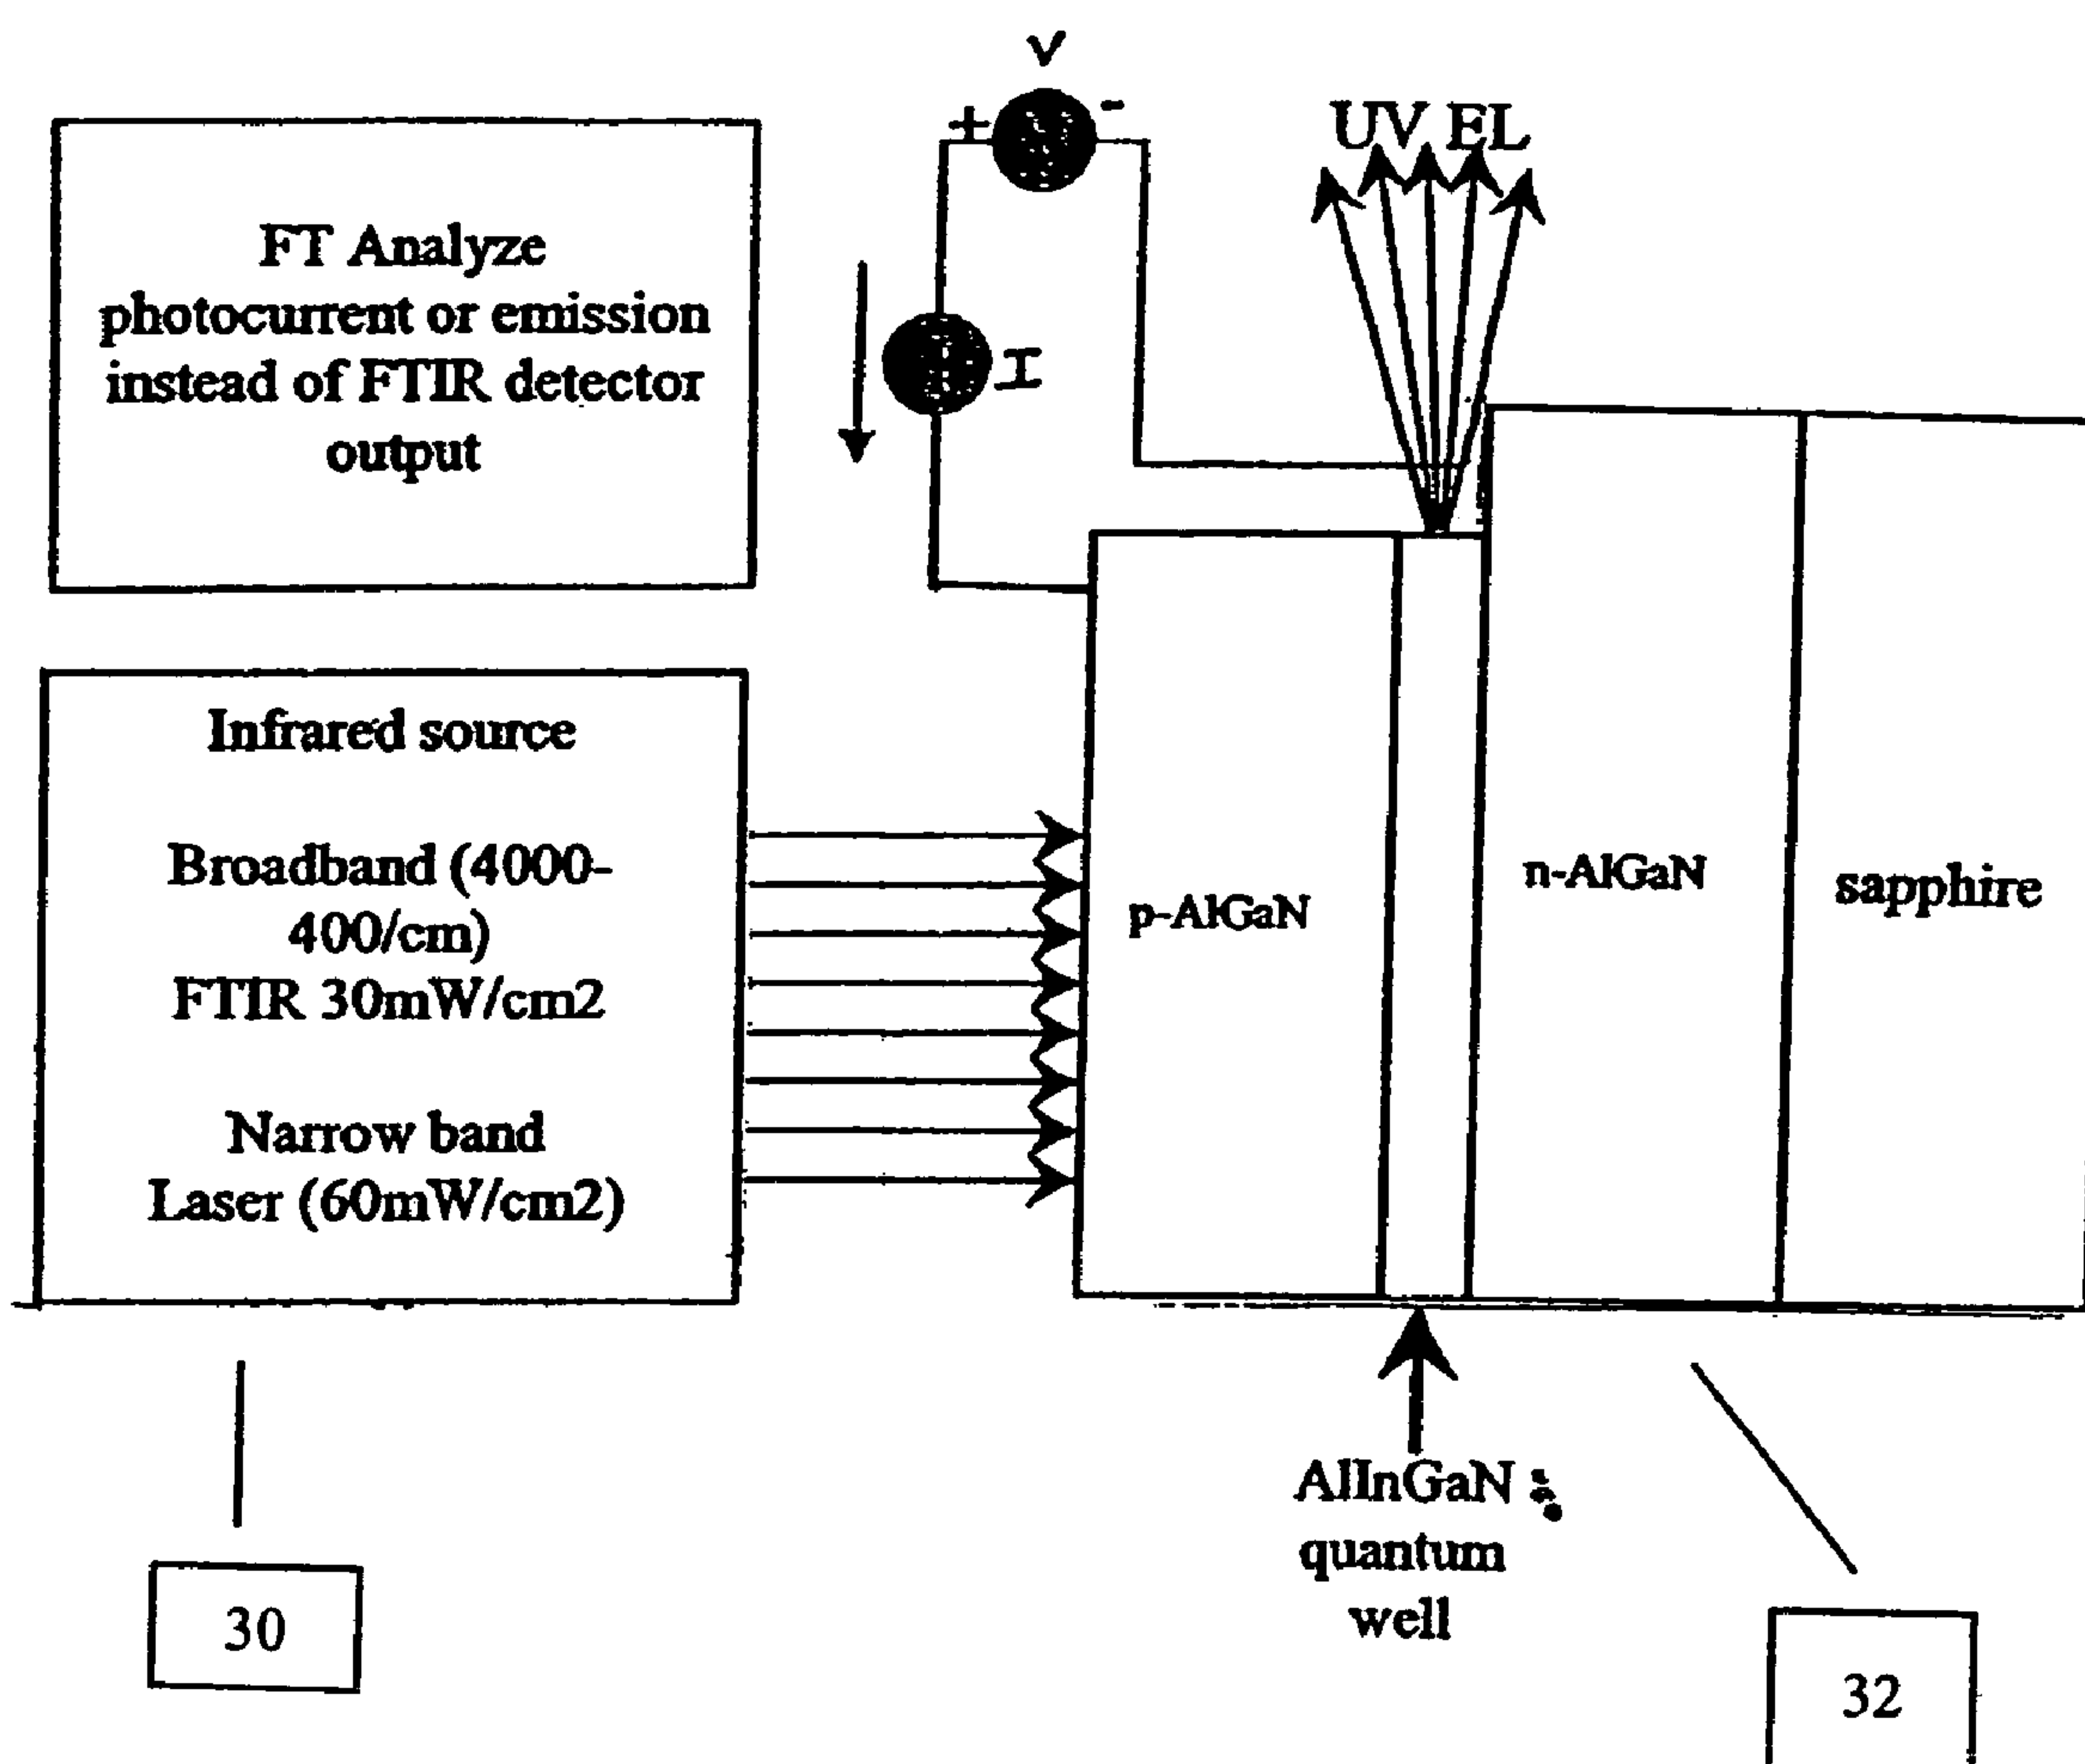 V
+
-
UV EL
FT Analyze
photocurrent or emission
instead of FTIR detector
output
I
Infrared source
Broadband (4000-
400/cm)
FTIR 30mW/cm2
Narrow band
Laser (60mW/cm2)
p-AlGaN
n-AlGaN
sapphire
AlInGaN
quantum
well
30
32